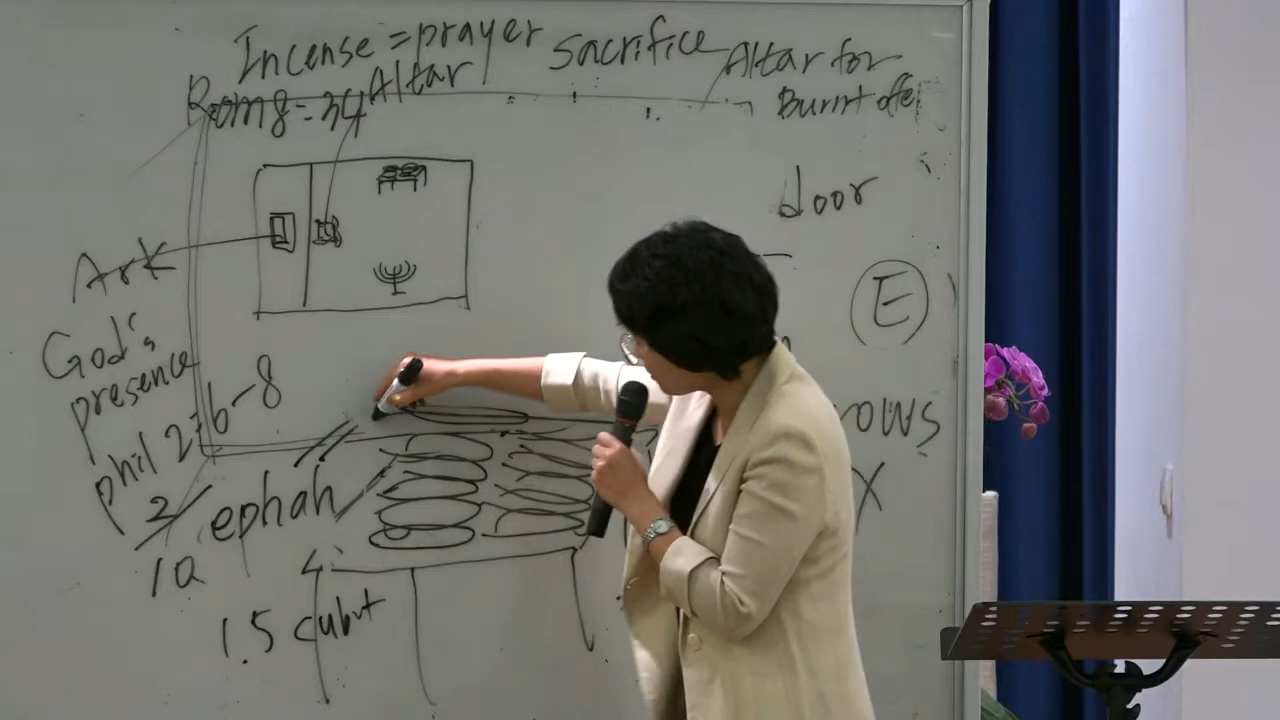 Incense = prayer sacrifice Altar for
Rom 8:34 Altar Burnt offe
door
Ark
E
God's
presence
phil 2:6-8
rows
X
2/10 ephah
1.5 cubit